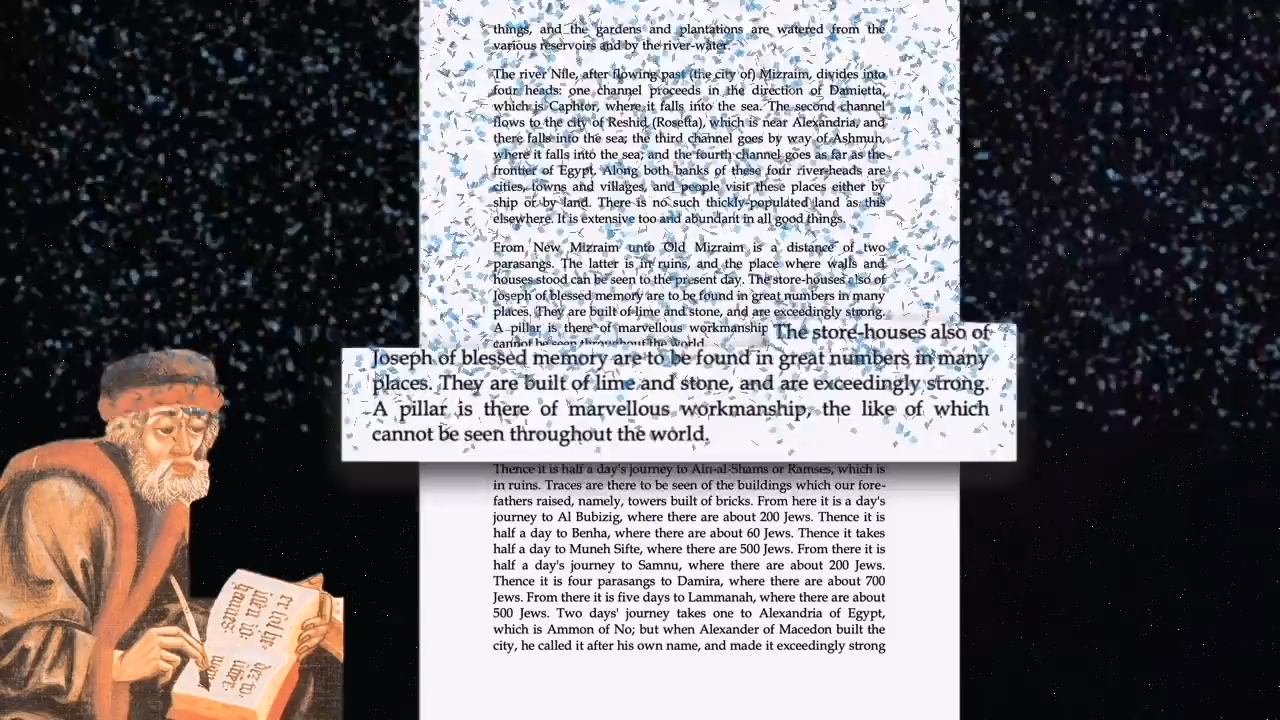 things, and the gardens and plantations are watered from the
various reservoirs and by the river-water.
The river Nile, after flowing past (the city of) Mizraim, divides into
four heads: one channel proceeds in the direction of Damietta,
which is Caphtor, where it falls into the sea. The second channel
flows to the city of Reshid (Rosetta), which is near Alexandria, and
there falls into the sea; the third channel goes by way of Ashmun,
where it falls into the sea; and the fourth channel goes as far as the
frontier of Egypt. Along both banks of these four river-heads are
cities, towns and villages, and people visit these places either by
ship or by land. There is no such thickly-populated land as this
elsewhere. It is extensive too and abundant in all good things.
From New Mizraim unto Old Mizraim is a distance of two
parasangs. The latter is in ruins, and the place where walls and
houses stood can be seen to the present day. The store-houses also of
Joseph of blessed memory are to be found in great numbers in many
places. They are built of lime and stone, and are exceedingly strong.
A pillar is there of marvellous workmanship
cannot be seen throughout the world.
The store-houses also of
Joseph of blessed memory are to be found in great numbers in many
places. They are built of lime and stone, and are exceedingly strong.
A pillar is there of marvellous workmanship, the like of which
cannot be seen throughout the world.
Thence it is half a day's journey to Ain-al-Shams or Ramses, which is
in ruins. Traces are there to be seen of the buildings which our fore-
fathers raised, namely, towers built of bricks. From here it is a day's
journey to Al Bubizig, where there are about 200 Jews. Thence it is
half a day to Benha, where there are about 60 Jews. Thence it takes
half a day to Muneh Sifte, where there are 500 Jews. From there it is
half a day's journey to Samnu, where there are about 200 Jews.
Thence it is four parasangs to Damira, where there are about 700
Jews. From there it is five days to Lammanah, where there are about
500 Jews. Two days' journey takes one to Alexandria of Egypt,
which is Ammon of No; but when Alexander of Macedon built the
city, he called it after his own name, and made it exceedingly strong